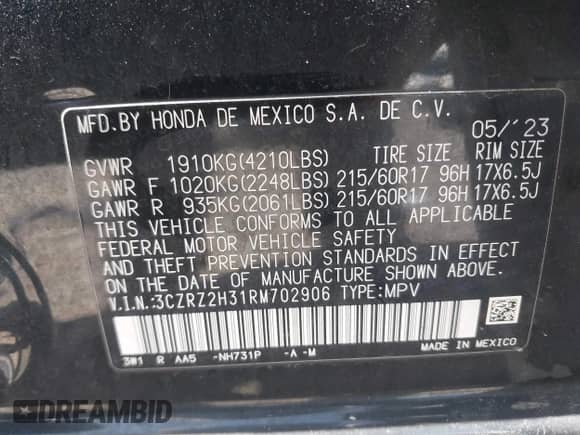 MFD.BY HONDA DE MEXICO S.A. DE C.V.
05/'23
GVWR 1910KG(4210LBS) TIRE SIZE RIM SIZE
GAWR F 1020KG(2248LBS) 215/60R17 96H 17X6.5J
GAWR R 935KG(2061LBS) 215/60R17 96H 17X6.5J
THIS VEHICLE CONFORMS TO ALL APPLICABLE
FEDERAL MOTOR VEHICLE SAFETY
AND THEFT PREVENTION STANDARDS IN EFFECT
ON THE DATE OF MANUFACTURE SHOWN ABOVE.
V.I.N.:3CZRZ2H31RM702906 TYPE:MPV
3W1 R AA5 -NH731P -A -M
MADE IN MEXICO
DREAMBID